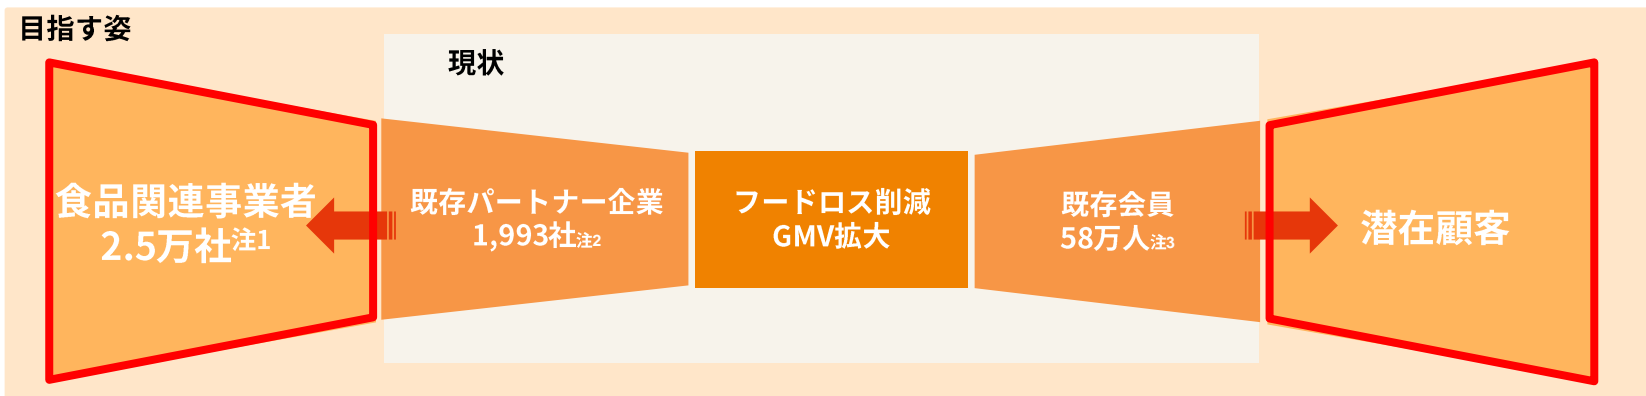 目指す姿
現状
食品関連事業者
2.5万社注1
既存パートナー企業
1,993社注2
フードロス削減
GMV拡大
既存会員
58万人注3
潜在顧客